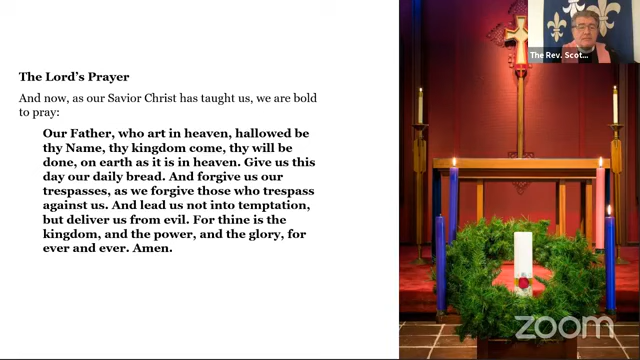 The Lord's Prayer
And now, as our Savior Christ has taught us, we are bold
to pray:
Our Father, who art in heaven, hallowed be
thy Name, thy kingdom come, thy will be
done, on earth as it is in heaven. Give us this
day our daily bread. And forgive us our
trespasses, as we forgive those who trespass
against us. And lead us not into temptation,
but deliver us from evil. For thine is the
kingdom, and the power, and the glory, for
ever and ever. Amen.
The Rev. Scot...
zoom